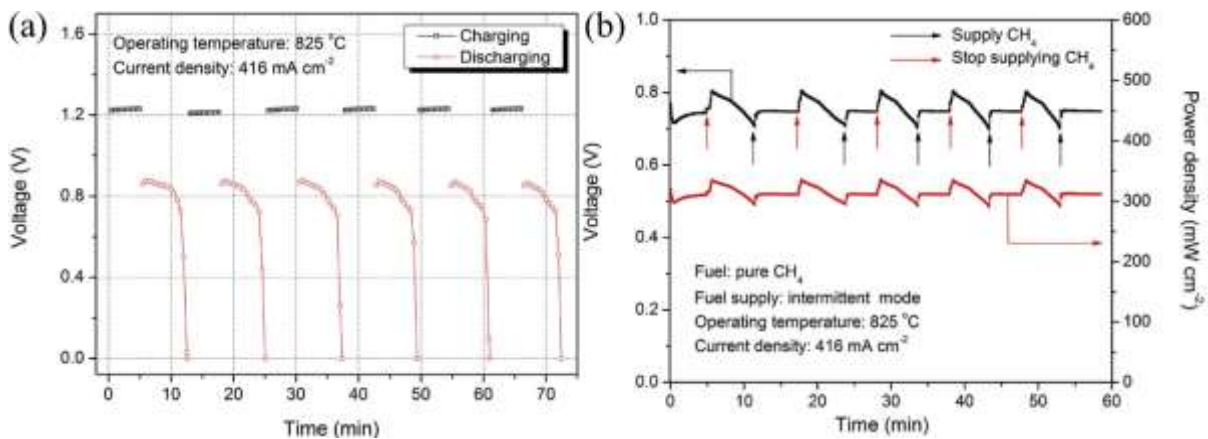 (a)
Operating temperature: 825 °C
Current density: 416 mA cm⁻²
Charging
Discharging
Voltage (V)
1.6
1.2
0.8
0.4
0.0
0 10 20 30 40 50 60 70
Time (min)
(b)
Supply CH₄
Stop supplying CH₄
Fuel: pure CH₄
Fuel supply: intermittent mode
Operating temperature: 825 °C
Current density: 416 mA cm⁻²
Voltage (V)
1.0
0.8
0.6
0.4
0.2
0.0
0 10 20 30 40 50 60
Time (min)
600
500
400
300
200
100
0
Power density (mW cm⁻²)